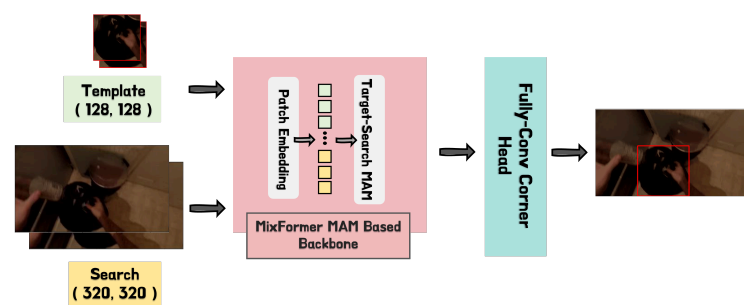 Template
( 128, 128 )
Search
( 320, 320 )
Patch Embedding
Target-Search MAM
MixFormer MAM Based
Backbone
Fully-Conv Corner
Head